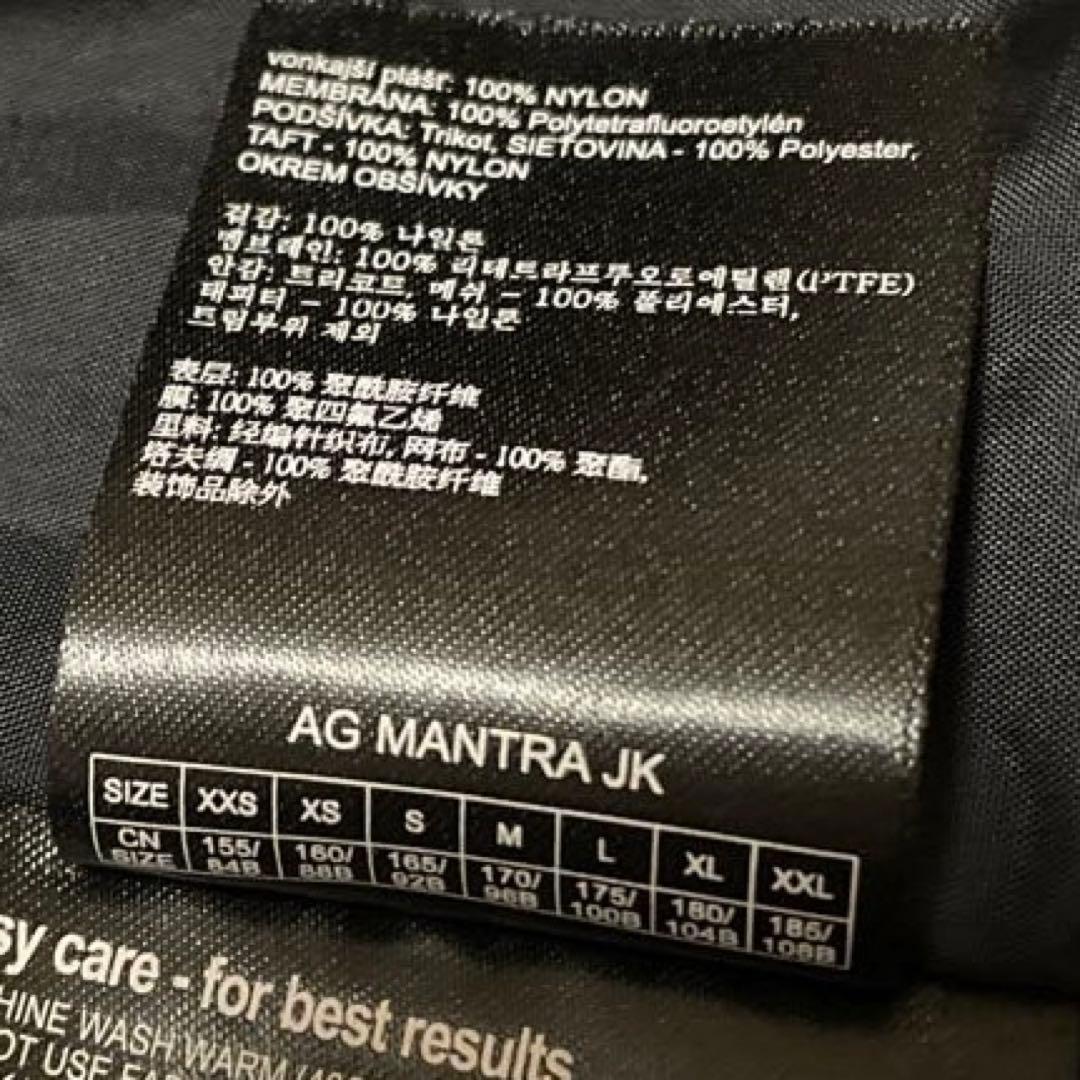 vonkajší plášť: 100% NYLON
MEMBRÁNA: 100% Polytetrafluoroetylén
PODŠÍVKA: Trikot, SIEŤOVINA - 100% Polyester,
TAFT - 100% NYLON
OKREM OBŠÍVKY
겉감: 100% 나일론
멤브레인: 100% 리테트라프루오로에틸렌(PTFE)
안감: 트리코트, 메쉬 – 100% 폴리에스터,
태피터 – 100% 나일론
트림부위 제외
表层: 100% 聚酰胺纤维
膜: 100% 聚四氟乙烯
里料: 经编针织布, 网布 - 100% 聚酯,
塔夫绸 - 100% 聚酰胺纤维
装饰品除外
AG MANTRA JK
SIZE XXS XS S M L XL XXL
CN SIZE 155/84B 160/88B 165/92B 170/96B 175/100B 180/104B 185/108B
sy care - for best results
HINE WASH WARM
OT USE